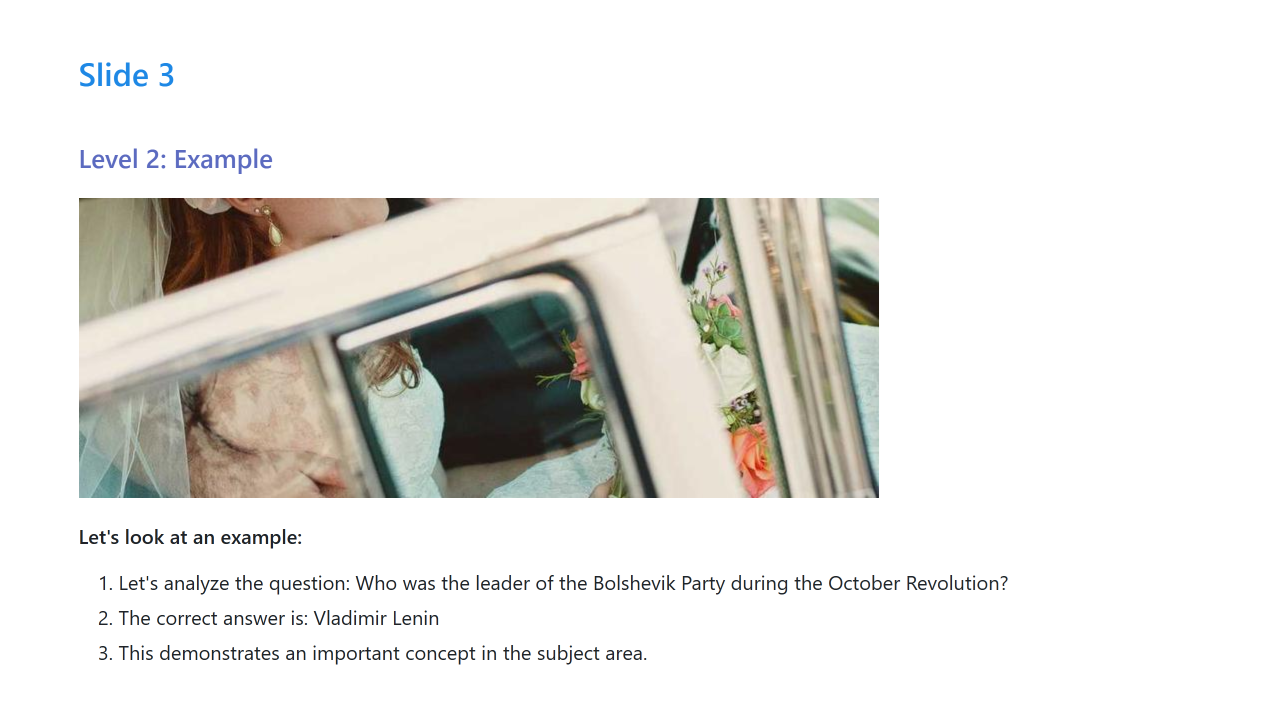 Slide 3
Level 2: Example
Let's look at an example:
1. Let's analyze the question: Who was the leader of the Bolshevik Party during the October Revolution?
2. The correct answer is: Vladimir Lenin
3. This demonstrates an important concept in the subject area.